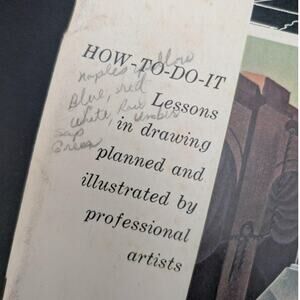 HOW-TO-DO-IT
Lessons
in drawing
planned and
illustrated by
professional
artists
Naples yellow
Blue, red
White, Raw Umber
Sap
Green